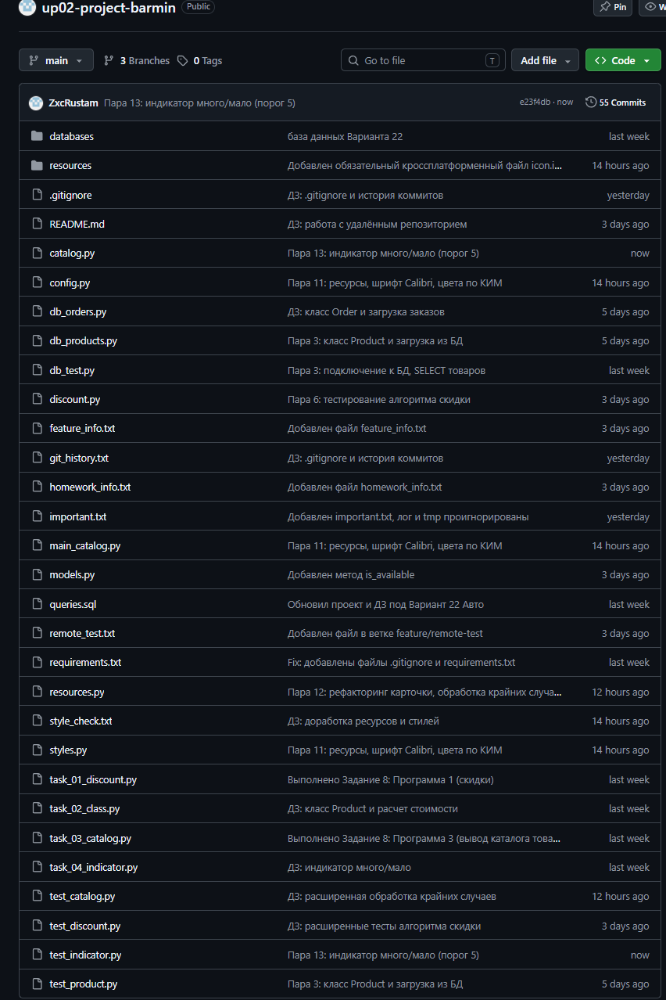 up02-project-barmin Public Pin W
main 3 Branches 0 Tags Go to file T Add file Code
ZxcRustam Пара 13: индикатор много/мало (порог 5) e23f4db · now 55 Commits
databases база данных Варианта 22 last week
resources Добавлен обязательный кроссплатформенный файл icon.i... 14 hours ago
.gitignore ДЗ: .gitignore и история коммитов yesterday
README.md ДЗ: работа с удалённым репозиторием 3 days ago
catalog.py Пара 13: индикатор много/мало (порог 5) now
config.py Пара 11: ресурсы, шрифт Calibri, цвета по КИМ 14 hours ago
db_orders.py ДЗ: класс Order и загрузка заказов 5 days ago
db_products.py Пара 3: класс Product и загрузка из БД 5 days ago
db_test.py Пара 3: подключение к БД, SELECT товаров last week
discount.py Пара 6: тестирование алгоритма скидки 3 days ago
feature_info.txt Добавлен файл feature_info.txt 3 days ago
git_history.txt ДЗ: .gitignore и история коммитов yesterday
homework_info.txt Добавлен файл homework_info.txt 3 days ago
important.txt Добавлен important.txt, лог и tmp проигнорированы yesterday
main_catalog.py Пара 11: ресурсы, шрифт Calibri, цвета по КИМ 14 hours ago
models.py Добавлен метод is_available 3 days ago
queries.sql Обновил проект и ДЗ под Вариант 22 Авто last week
remote_test.txt Добавлен файл в ветке feature/remote-test 3 days ago
requirements.txt Fix: добавлены файлы .gitignore и requirements.txt last week
resources.py Пара 12: рефакторинг карточки, обработка крайних случа... 12 hours ago
style_check.txt ДЗ: доработка ресурсов и стилей 14 hours ago
styles.py Пара 11: ресурсы, шрифт Calibri, цвета по КИМ 14 hours ago
task_01_discount.py Выполнено Задание 8: Программа 1 (скидки) last week
task_02_class.py ДЗ: класс Product и расчет стоимости last week
task_03_catalog.py Выполнено Задание 8: Программа 3 (вывод каталога това... last week
task_04_indicator.py ДЗ: индикатор много/мало last week
test_catalog.py ДЗ: расширенная обработка крайних случаев 12 hours ago
test_discount.py ДЗ: расширенные тесты алгоритма скидки 3 days ago
test_indicator.py Пара 13: индикатор много/мало (порог 5) now
test_product.py Пара 3: класс Product и загрузка из БД 5 days ago